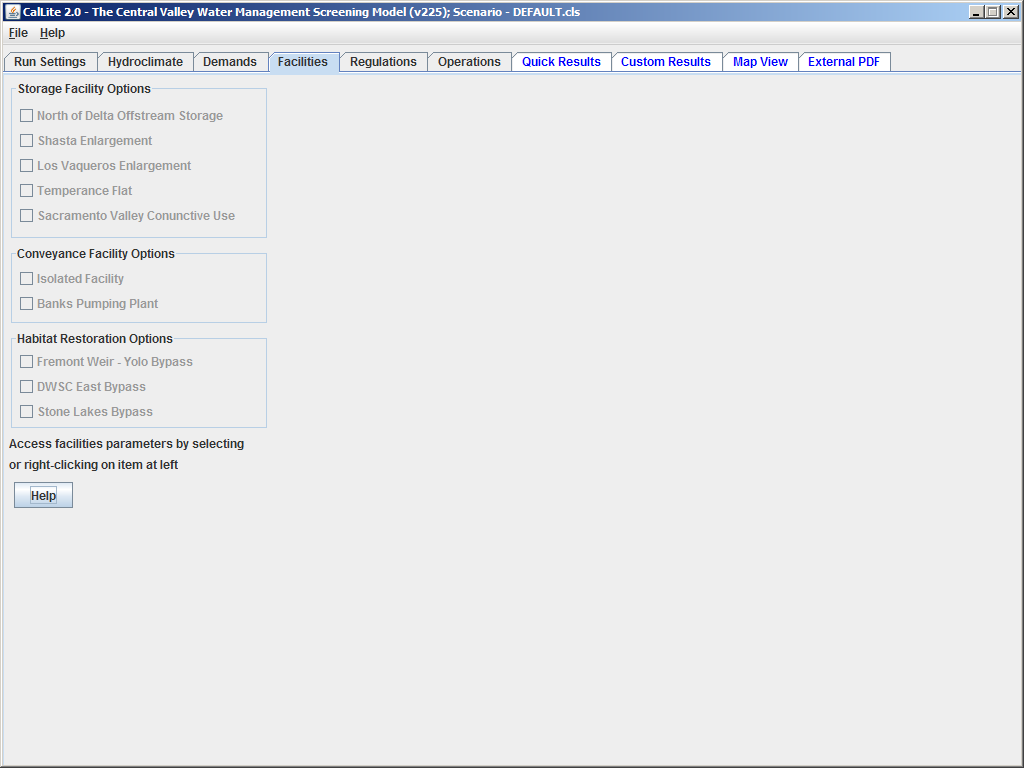 CalLite 2.0 - The Central Valley Water Management Screening Model (v225); Scenario - DEFAULT.cls
File Help
Run Settings Hydroclimate Demands Facilities Regulations Operations Quick Results Custom Results Map View External PDF
Storage Facility Options
North of Delta Offstream Storage
Shasta Enlargement
Los Vaqueros Enlargement
Temperance Flat
Sacramento Valley Conunctive Use
Conveyance Facility Options
Isolated Facility
Banks Pumping Plant
Habitat Restoration Options
Fremont Weir - Yolo Bypass
DWSC East Bypass
Stone Lakes Bypass
Access facilities parameters by selecting
or right-clicking on item at left
Help